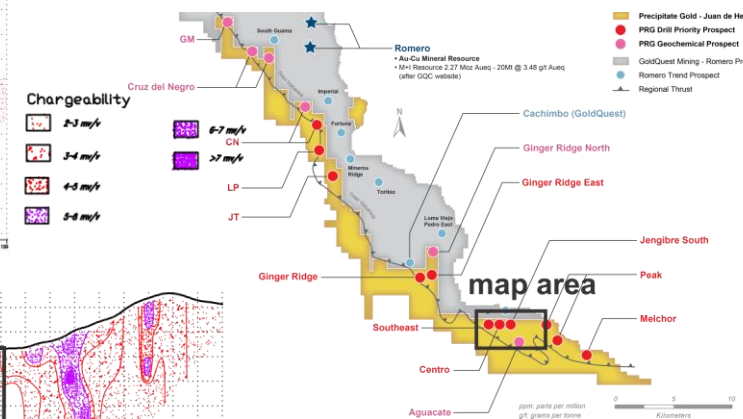 Chargeability
2-3 mv/v
3-4 mv/v
4-5 mv/v
5-6 mv/v
6-7 mv/v
>7 mv/v
GM
Cruz del Negro
CN
LP
JT
Ginger Ridge
Southeast
Centro
Aguacate
South Guama
Imperial
Fortuna
Mineros
Ridge
Toribio
Loma Viejo
Pedro East
N
Romero
• Au-Cu Mineral Resource
• M+I Resource 2.27 Moz Aueq - 20Mt @ 3.48 g/t Aueq
(after GQC website)
Cachimbo (GoldQuest)
Ginger Ridge North
Ginger Ridge East
Jengibre South
Peak
Melchor
map area
Precipitate Gold - Juan de He
PRG Drill Priority Prospect
PRG Geochemical Prospect
GoldQuest Mining - Romero Pr
Romero Trend Prospect
Regional Thrust
ppm: parts per million
g/t: grams per tonne
0 5 10
Kilometers